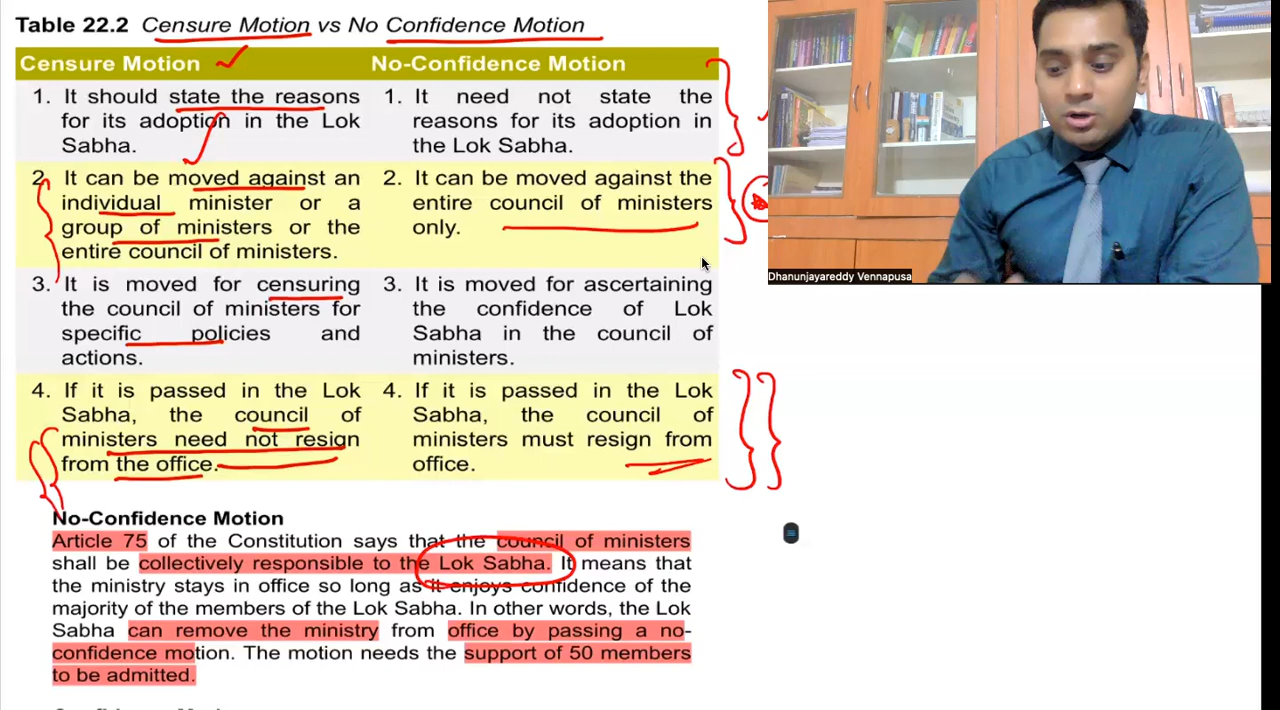 Table 22.2 Censure Motion vs No Confidence Motion
Censure Motion
No-Confidence Motion
1. It should state the reasons
for its adoption in the Lok
Sabha.
1. It need not state the
reasons for its adoption in
the Lok Sabha.
2. It can be moved against an
individual minister or a
group of ministers or the
entire council of ministers.
2. It can be moved against the
entire council of ministers
only.
3. It is moved for censuring
the council of ministers for
specific policies and
actions.
3. It is moved for ascertaining
the confidence of Lok
Sabha in the council of
ministers.
4. If it is passed in the Lok
Sabha, the council of
ministers need not resign
from the office.
4. If it is passed in the Lok
Sabha, the council of
ministers must resign from
office.
No-Confidence Motion
Article 75 of the Constitution says that the council of ministers
shall be collectively responsible to the Lok Sabha. It means that
the ministry stays in office so long as it enjoys confidence of the
majority of the members of the Lok Sabha. In other words, the Lok
Sabha can remove the ministry from office by passing a no-
confidence motion. The motion needs the support of 50 members
to be admitted.
Dhanunjayareddy Vennapusa